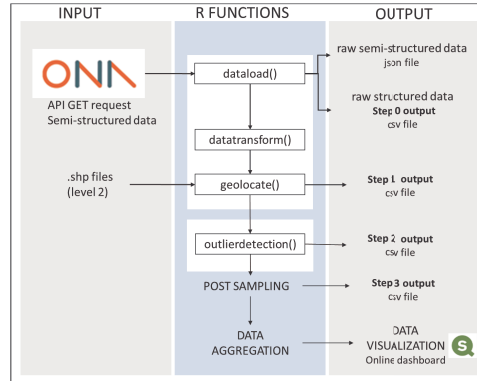 INPUT
R FUNCTIONS
OUTPUT
ONA
API GET request
Semi-structured data
.shp files
(level 2)
dataload()
datatransform()
geolocate()
outlierdetection()
POST SAMPLING
DATA
AGGREGATION
raw semi-structured data
json file
raw structured data
Step 0 output
csv file
Step 1 output
csv file
Step 2 output
csv file
Step 3 output
csv file
DATA
VISUALIZATION
Online dashboard
S